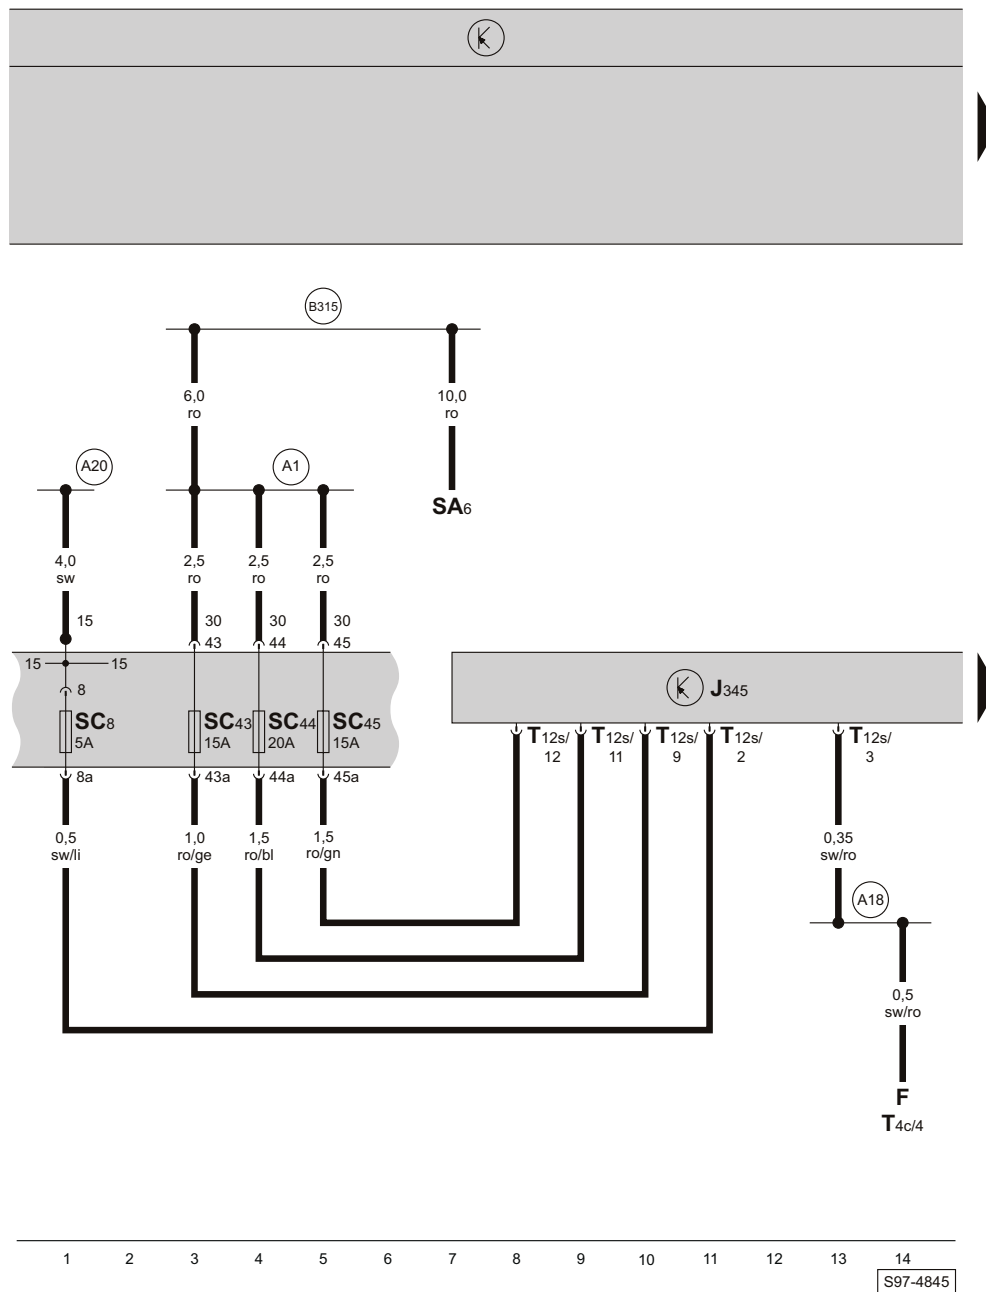 B315
6,0
ro
10,0
ro
A20
A1
SA6
4,0
sw
2,5
ro
2,5
ro
2,5
ro
15
30
30
30
43
44
45
15
15
8
J345
SC8
5A
SC43
15A
SC44
20A
SC45
15A
T12s/
12
T12s/
11
T12s/
9
T12s/
2
T12s/
3
8a
43a
44a
45a
0,5
sw/li
1,0
ro/ge
1,5
ro/bl
1,5
ro/gn
0,35
sw/ro
A18
0,5
sw/ro
F
T4c/4
1 2 3 4 5 6 7 8 9 10 11 12 13 14
S97-4845